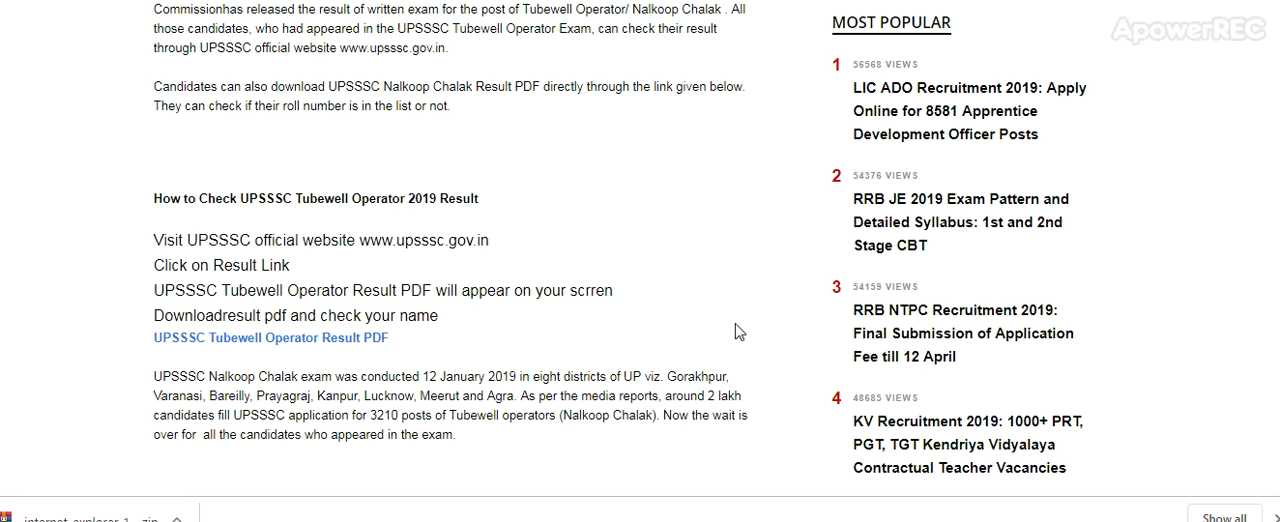 Commissionhas released the result of written exam for the post of Tubewell Operator/ Nalkoop Chalak . All
those candidates, who had appeared in the UPSSSC Tubewell Operator Exam, can check their result
through UPSSSC official website www.upsssc.gov.in.
Candidates can also download UPSSSC Nalkoop Chalak Result PDF directly through the link given below.
They can check if their roll number is in the list or not.
How to Check UPSSSC Tubewell Operator 2019 Result
Visit UPSSSC official website www.upsssc.gov.in
Click on Result Link
UPSSSC Tubewell Operator Result PDF will appear on your scrren
Downloadresult pdf and check your name
UPSSSC Tubewell Operator Result PDF
UPSSSC Nalkoop Chalak exam was conducted 12 January 2019 in eight districts of UP viz. Gorakhpur,
Varanasi, Bareilly, Prayagraj, Kanpur, Lucknow, Meerut and Agra. As per the media reports, around 2 lakh
candidates fill UPSSSC application for 3210 posts of Tubewell operators (Nalkoop Chalak). Now the wait is
over for all the candidates who appeared in the exam.
MOST POPULAR
ApowerREC
1 56568 VIEWS
LIC ADO Recruitment 2019: Apply
Online for 8581 Apprentice
Development Officer Posts
2 54376 VIEWS
RRB JE 2019 Exam Pattern and
Detailed Syllabus: 1st and 2nd
Stage CBT
3 54159 VIEWS
RRB NTPC Recruitment 2019:
Final Submission of Application
Fee till 12 April
4 48685 VIEWS
KV Recruitment 2019: 1000+ PRT,
PGT, TGT Kendriya Vidyalaya
Contractual Teacher Vacancies
Show all